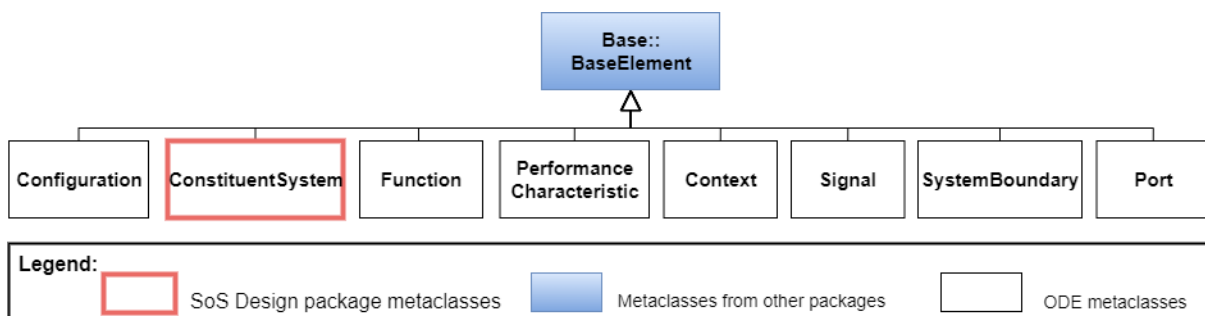 Base::
BaseElement
Configuration
ConstituentSystem
Function
Performance
Characteristic
Context
Signal
SystemBoundary
Port
Legend:
SoS Design package metaclasses
Metaclasses from other packages
ODE metaclasses